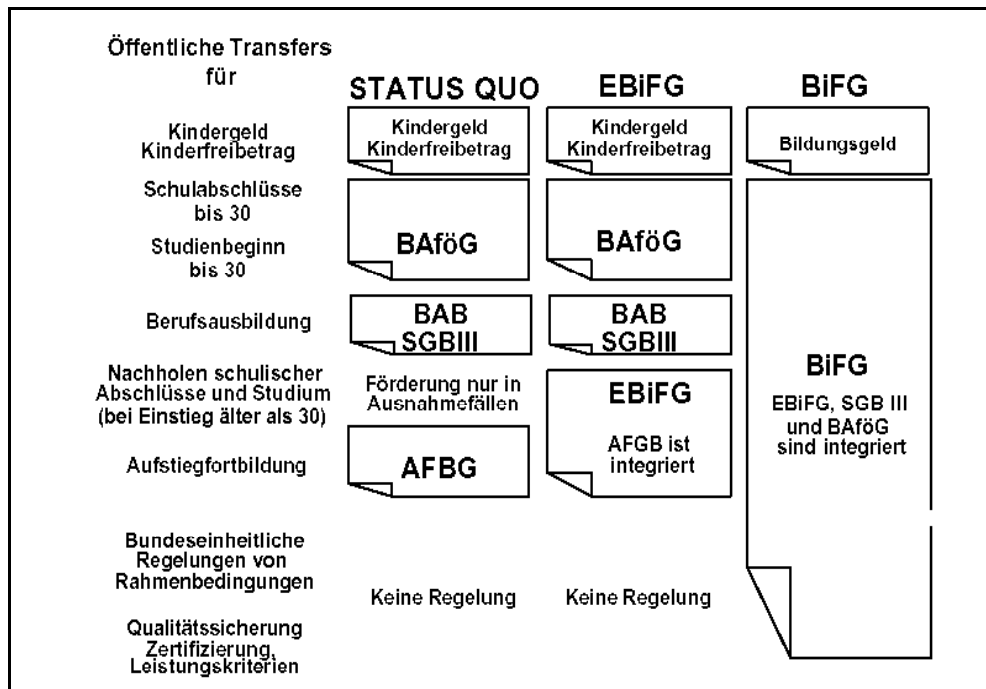 Öffentliche Transfers
für
STATUS QUO
EBiFG
BiFG
Kindergeld
Kinderfreibetrag
Kindergeld
Kinderfreibetrag
Kindergeld
Kinderfreibetrag
Bildungsgeld
Schulabschlüsse
bis 30
Studienbeginn
bis 30
BAföG
BAföG
Berufsausbildung
BAB
SGBIII
BAB
SGBIII
Nachholen schulischer
Abschlüsse und Studium
(bei Einstieg älter als 30)
Förderung nur in
Ausnahmefällen
EBiFG
AFGB ist
integriert
BiFG
EBiFG, SGB III
und BAföG
sind integriert
Aufstiegfortbildung
AFBG
Bundeseinheitliche
Regelungen von
Rahmenbedingungen
Keine Regelung
Keine Regelung
Qualitätssicherung
Zertifizierung,
Leistungskriterien